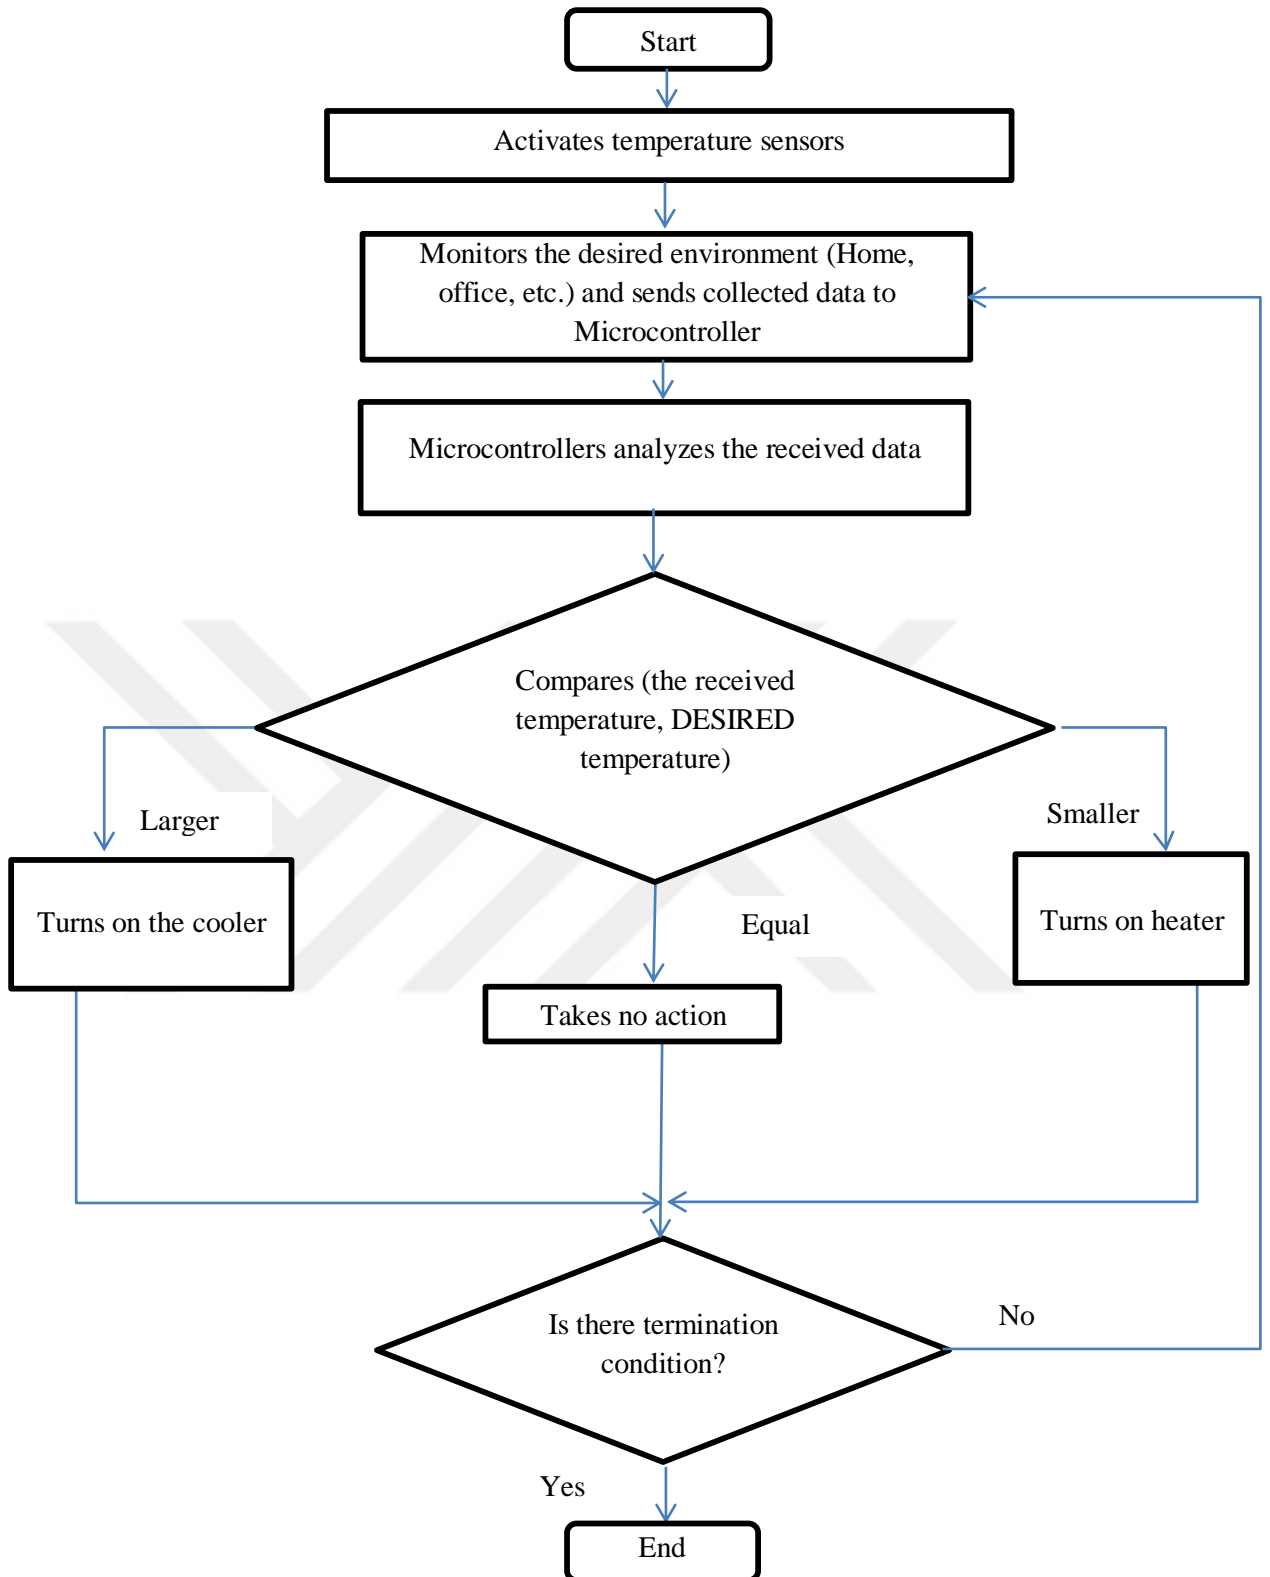 Start
Activates temperature sensors
Monitors the desired environment (Home,
office, etc.) and sends collected data to
Microcontroller
Microcontrollers analyzes the received data
Compares (the received
temperature, DESIRED
temperature)
Larger
Smaller
Turns on the cooler
Equal
Turns on heater
Takes no action
Is there termination
condition?
No
Yes
End